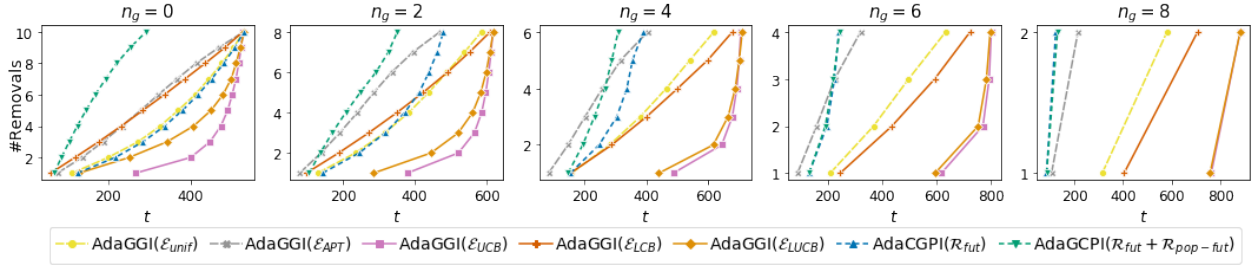 n_g = 0 n_g = 2 n_g = 4 n_g = 6 n_g = 8
#Removals
10
8
6
4
2
200 400
t
8
6
4
2
200 400 600
t
8
6
4
2
200 400 600
t
4
3
2
1
200 400 600 800
t
2
1
200 400 600 800
t
AdaGGI(ℰ_unif) AdaGGI(ℰ_APT) AdaGGI(ℰ_UCB) AdaGGI(ℰ_LCB) AdaGGI(ℰ_LUCB) AdaCGPI(ℛ_fut) AdaGCPI(ℛ_fut + ℛ_pop−fut)